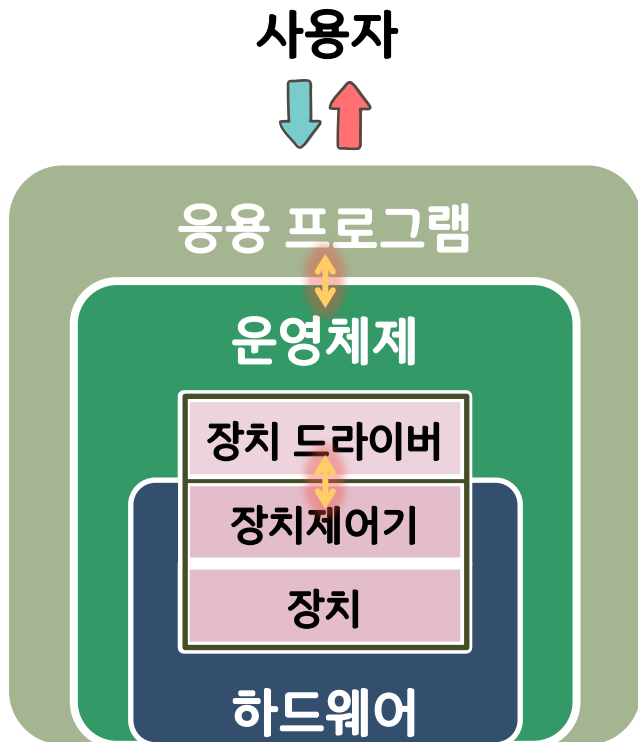 사용자
응용 프로그램
운영체제
장치 드라이버
장치제어기
장치
하드웨어